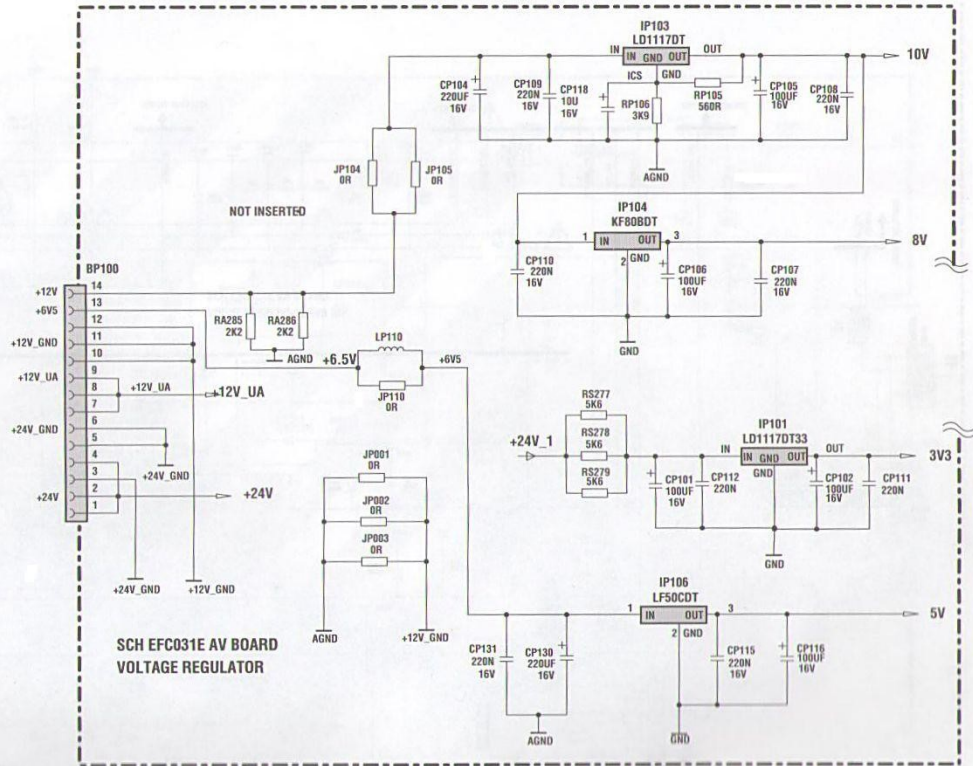 IP103
LD1117DT
IN
IN GND OUT
OUT
10V
GND
ICS
CP104
220UF
16V
CP109
220N
16V
CP118
10U
16V
RP106
3K9
RP105
560R
CP105
100UF
16V
CP108
220N
16V
AGND
JP104
0R
JP105
0R
NOT INSERTED
IP104
KF80BDT
1
IN OUT
3
8V
2
GND
CP110
220N
16V
CP106
100UF
16V
CP107
220N
16V
GND
BP100
+12V
+6V5
+12V_GND
+12V_UA
+24V_GND
+24V
14
13
12
11
10
9
8
7
6
5
4
3
2
1
RA285
2K2
RA286
2K2
AGND
+6.5V
LP110
+6V5
JP110
0R
+12V_UA
+12V_UA
+24V_GND
+24V
+24V_GND
+12V_GND
JP001
0R
JP002
0R
JP003
0R
AGND
+12V_GND
+24V_1
RS277
5K6
RS278
5K6
RS279
5K6
IP101
LD1117DT33
IN
IN GND OUT
OUT
3V3
GND
CP101
100UF
16V
CP112
220N
CP102
100UF
16V
CP111
220N
GND
IP106
LF50CDT
1
IN OUT
3
5V
2
GND
CP131
220N
16V
CP130
220UF
16V
CP115
220N
16V
CP116
100UF
16V
AGND
GND
SCH EFC031E AV BOARD
VOLTAGE REGULATOR